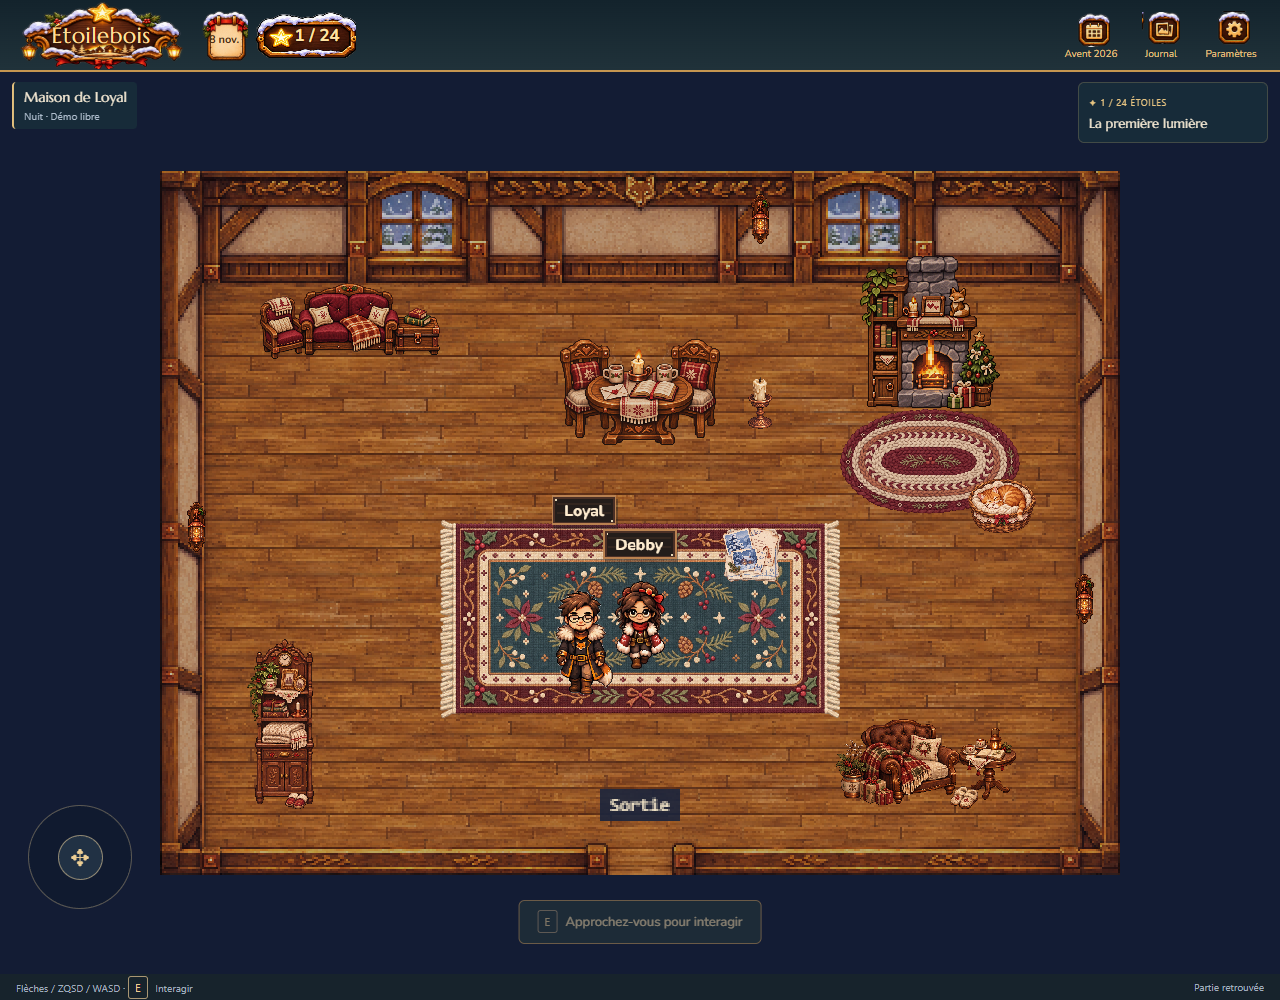 Étoilebois
8 nov.
1 / 24
Avent 2026
Journal
Paramètres
Maison de Loyal
Nuit · Démo libre
✦ 1 / 24 ÉTOILES
La première lumière
Loyal
Debby
Sortie
E Approchez-vous pour interagir
Flèches / ZQSD / WASD · E Interagir
Partie retrouvée